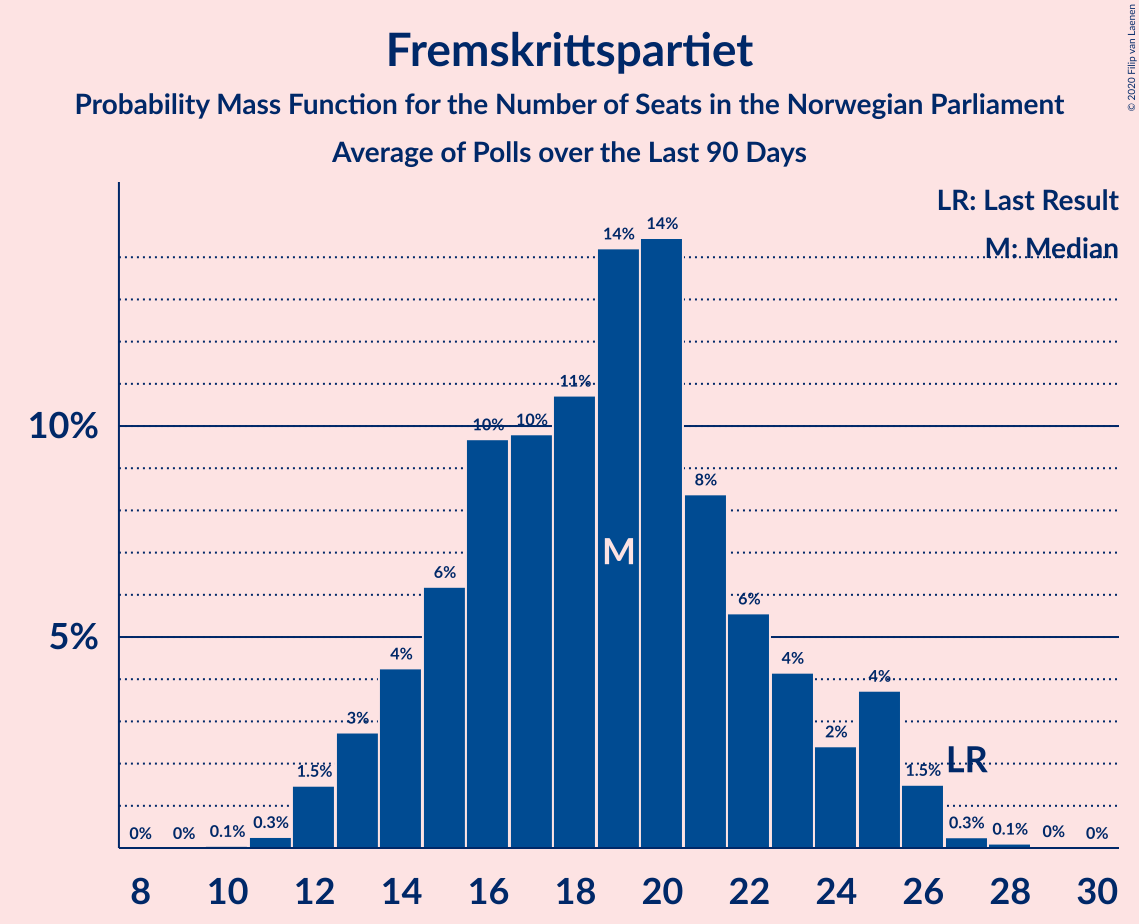 Fremskrittspartiet
Probability Mass Function for the Number of Seats in the Norwegian Parliament
Average of Polls over the Last 90 Days
© 2020 Filip van Laenen
LR: Last Result
M: Median
10%
5%
0% 0% 0.1% 0.3% 1.5% 3% 4% 6% 10% 10% 11% 14% 14% 8% 6% 4% 2% 4% 1.5% 0.3% 0.1% 0% 0%
M
LR
8 10 12 14 16 18 20 22 24 26 28 30